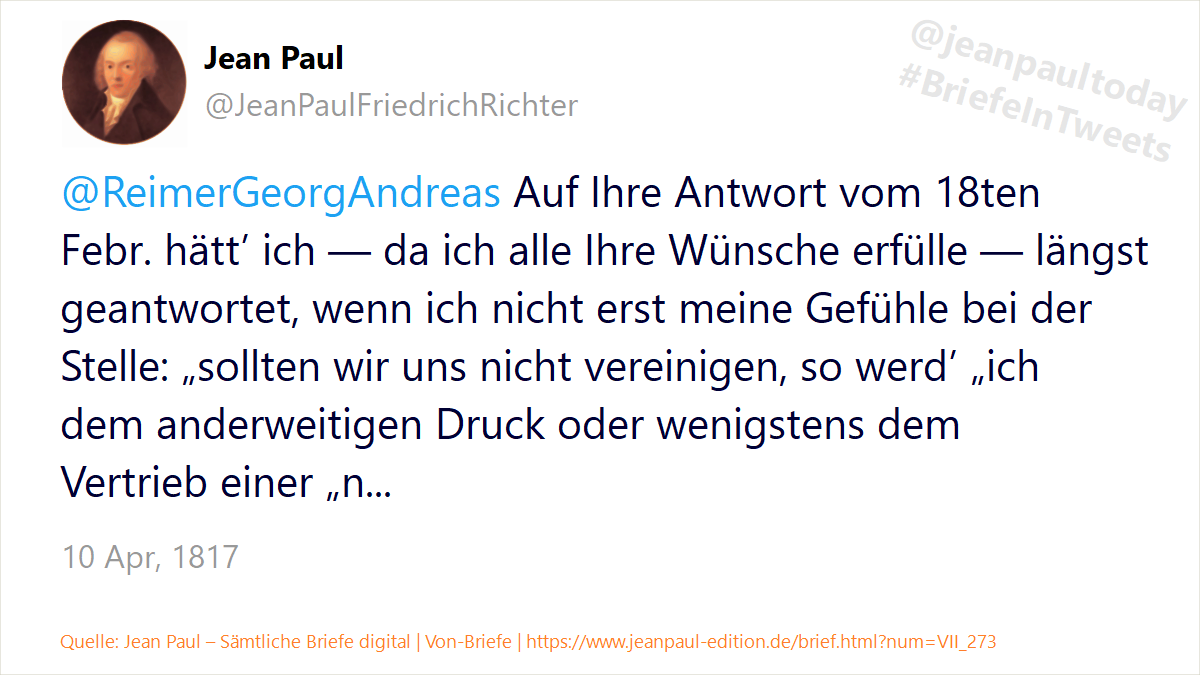 Jean Paul
@JeanPaulFriedrichRichter
@jeanpaultoday
#BriefeInTweets
@ReimerGeorgAndreas Auf Ihre Antwort vom 18ten
Febr. hätt’ ich — da ich alle Ihre Wünsche erfülle — längst
geantwortet, wenn ich nicht erst meine Gefühle bei der
Stelle: „sollten wir uns nicht vereinigen, so werd’ „ich
dem anderweitigen Druck oder wenigstens dem
Vertrieb einer „n...
10 Apr, 1817
Quelle: Jean Paul – Sämtliche Briefe digital | Von-Briefe | https://www.jeanpaul-edition.de/brief.html?num=VII_273